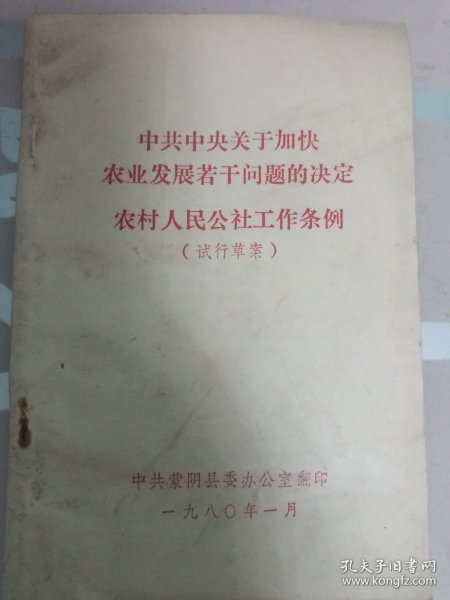 中共中央关于加快
农业发展若干问题的决定
农村人民公社工作条例
(试行草案)
中共蒙阴县委办公室翻印
一九八〇年一月
孔夫子旧书网
www.kongfz.com